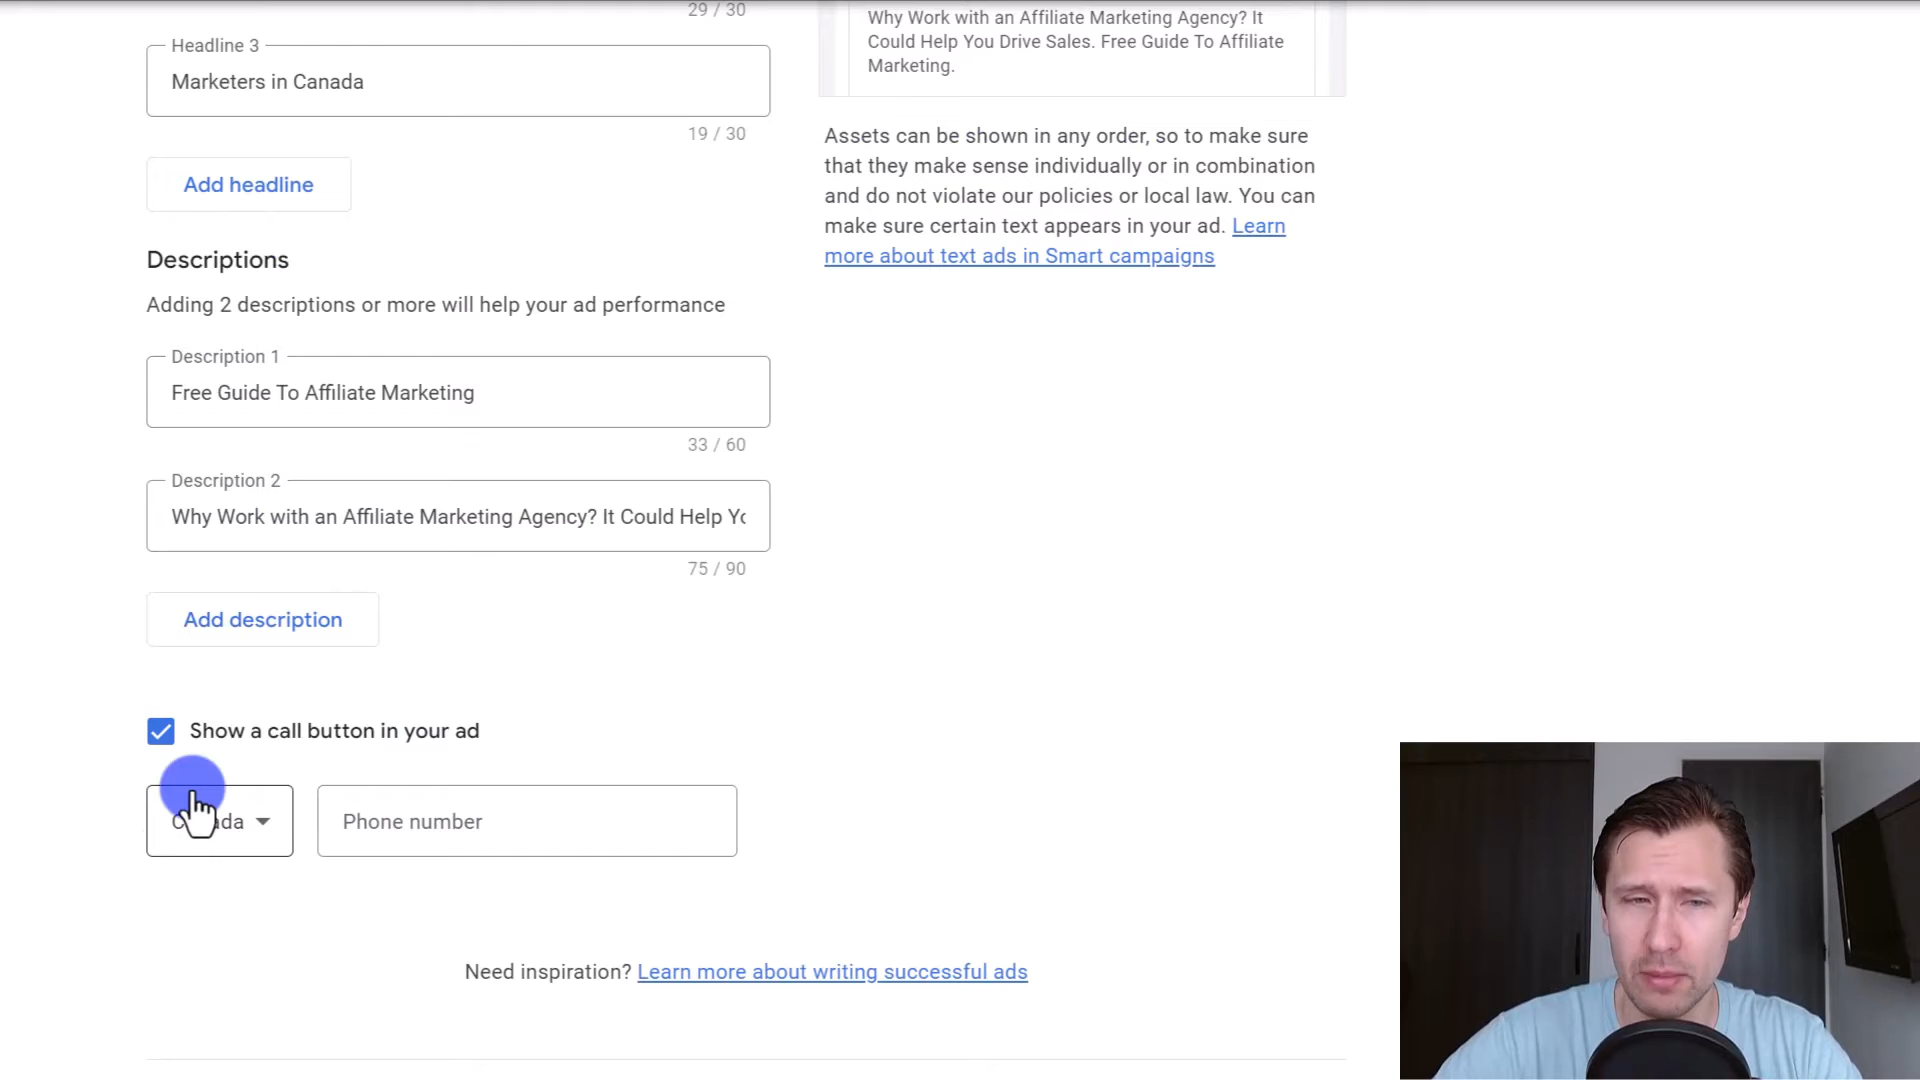 29 / 30
Headline 3
Marketers in Canada
19 / 30
Add headline
Descriptions
Adding 2 descriptions or more will help your ad performance
Description 1
Free Guide To Affiliate Marketing
33 / 60
Description 2
Why Work with an Affiliate Marketing Agency? It Could Help Yo
75 / 90
Add description
Show a call button in your ad
Phone number
Need inspiration? Learn more about writing successful ads
Why Work with an Affiliate Marketing Agency? It
Could Help You Drive Sales. Free Guide To Affiliate
Marketing.
Assets can be shown in any order, so to make sure
that they make sense individually or in combination
and do not violate our policies or local law. You can
make sure certain text appears in your ad. Learn
more about text ads in Smart campaigns